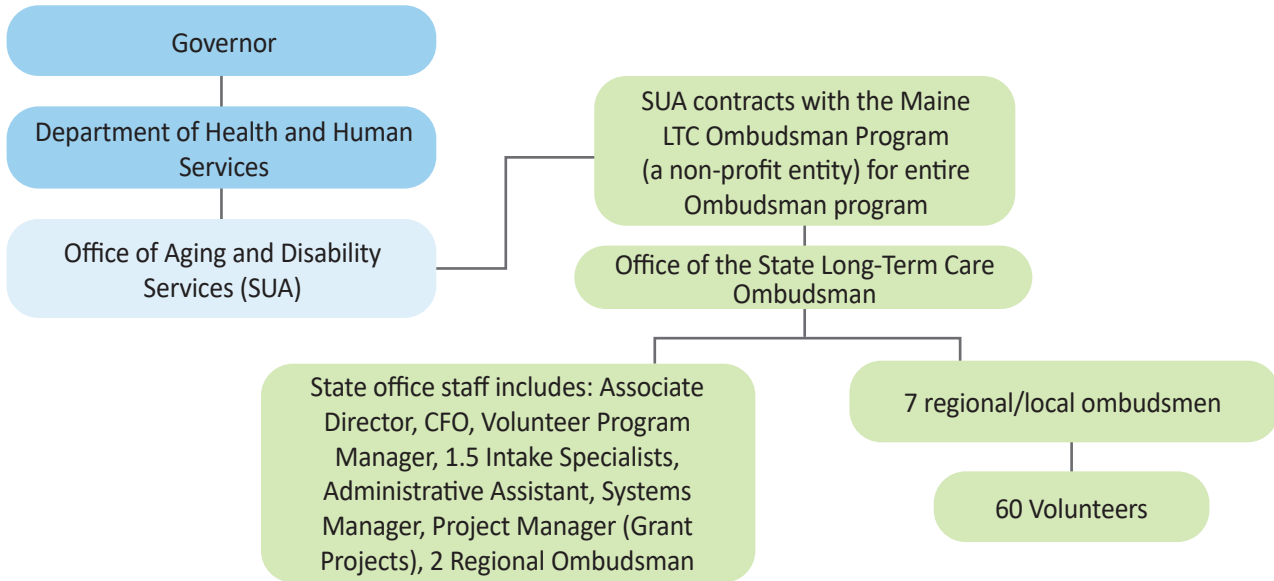 Governor
Department of Health and Human
Services
Office of Aging and Disability
Services (SUA)
SUA contracts with the Maine
LTC Ombudsman Program
(a non-profit entity) for entire
Ombudsman program
Office of the State Long-Term Care
Ombudsman
State office staff includes: Associate
Director, CFO, Volunteer Program
Manager, 1.5 Intake Specialists,
Administrative Assistant, Systems
Manager, Project Manager (Grant
Projects), 2 Regional Ombudsman
7 regional/local ombudsmen
60 Volunteers